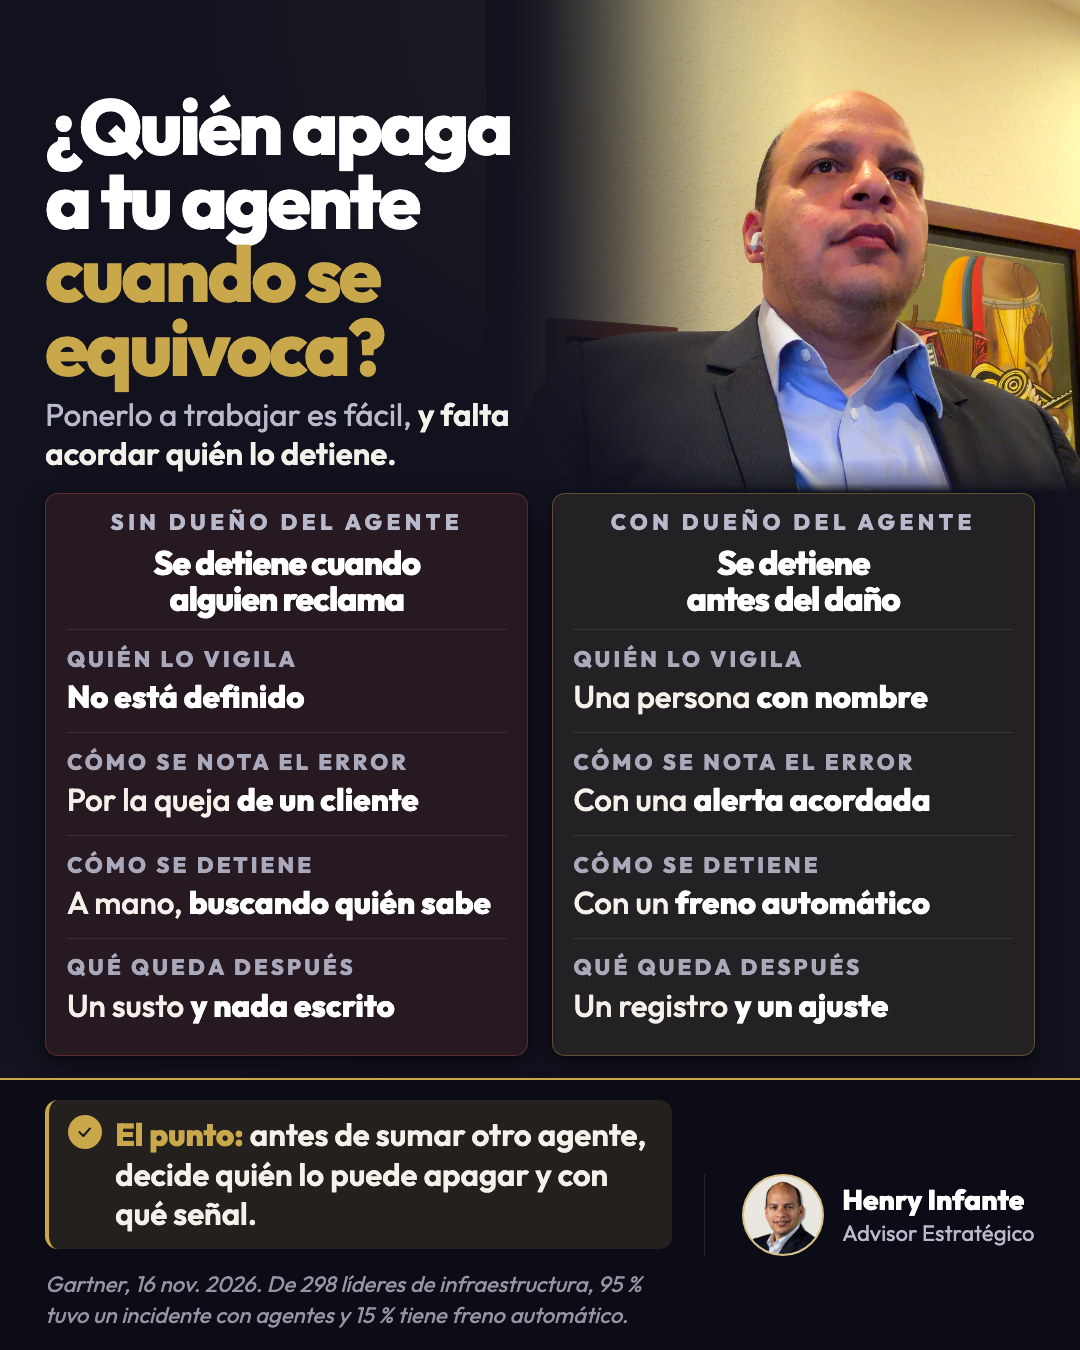 ¿Quién apaga
a tu agente
cuando se
equivoca?
Ponerlo a trabajar es fácil, y falta
acordar quién lo detiene.
SIN DUEÑO DEL AGENTE
Se detiene cuando
alguien reclama
QUIÉN LO VIGILA
No está definido
CÓMO SE NOTA EL ERROR
Por la queja de un cliente
CÓMO SE DETIENE
A mano, buscando quién sabe
QUÉ QUEDA DESPUÉS
Un susto y nada escrito
CON DUEÑO DEL AGENTE
Se detiene
antes del daño
QUIÉN LO VIGILA
Una persona con nombre
CÓMO SE NOTA EL ERROR
Con una alerta acordada
CÓMO SE DETIENE
Con un freno automático
QUÉ QUEDA DESPUÉS
Un registro y un ajuste
El punto: antes de sumar otro agente,
decide quién lo puede apagar y con
qué señal.
Henry Infante
Advisor Estratégico
Gartner, 16 nov. 2026. De 298 líderes de infraestructura, 95 %
tuvo un incidente con agentes y 15 % tiene freno automático.